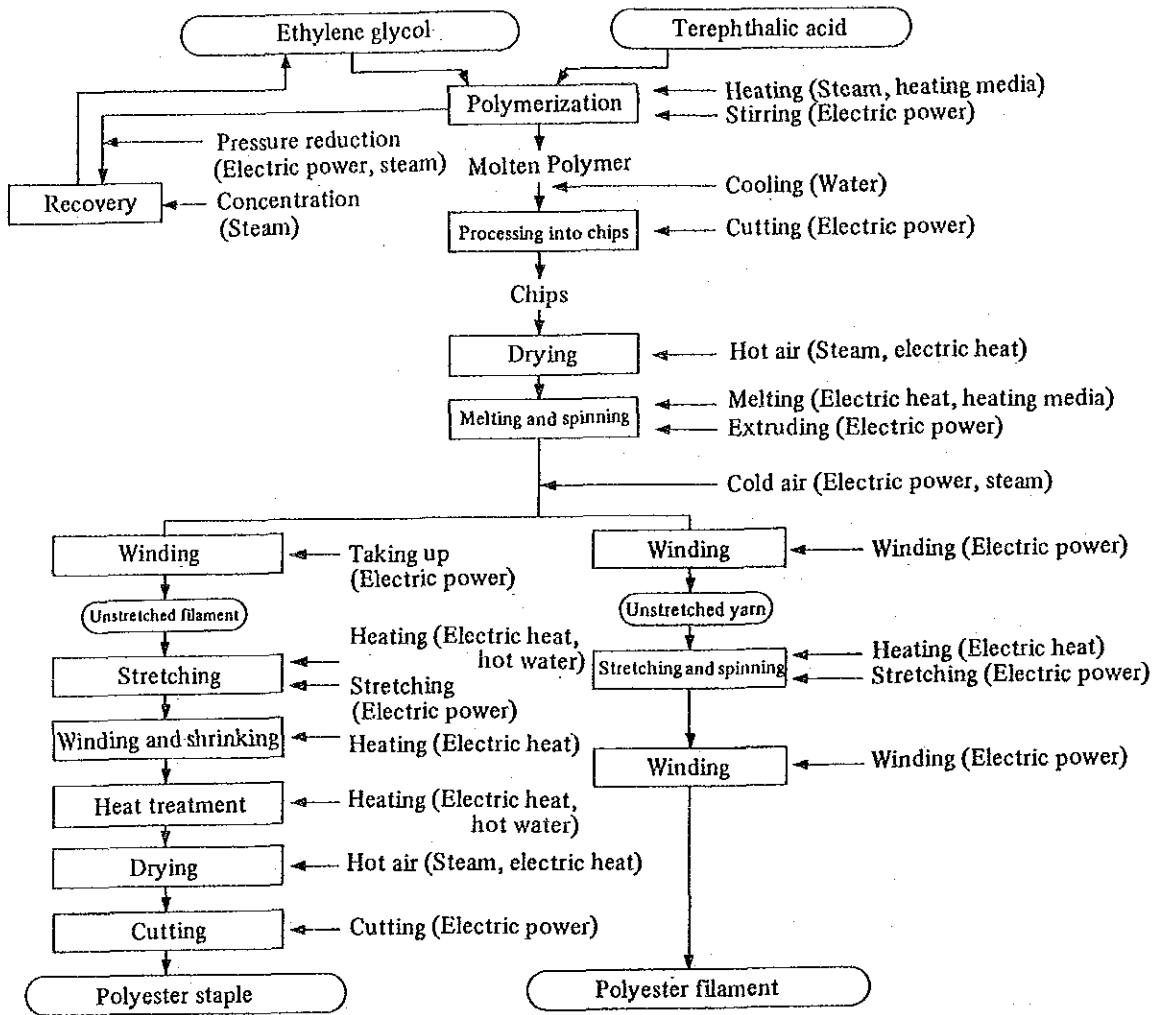 Ethylene glycol
Terephthalic acid
Polymerization
Heating (Steam, heating media)
Stirring (Electric power)
Pressure reduction
(Electric power, steam)
Molten Polymer
Cooling (Water)
Recovery
Concentration
(Steam)
Processing into chips
Cutting (Electric power)
Chips
Drying
Hot air (Steam, electric heat)
Melting and spinning
Melting (Electric heat, heating media)
Extruding (Electric power)
Cold air (Electric power, steam)
Winding
Taking up
(Electric power)
Unstretched filament
Stretching
Heating (Electric heat,
hot water)
Stretching
(Electric power)
Winding and shrinking
Heating (Electric heat)
Heat treatment
Heating (Electric heat,
hot water)
Drying
Hot air (Steam, electric heat)
Cutting
Cutting (Electric power)
Polyester staple
Winding
Winding (Electric power)
Unstretched yarn
Stretching and spinning
Heating (Electric heat)
Stretching (Electric power)
Winding
Winding (Electric power)
Polyester filament